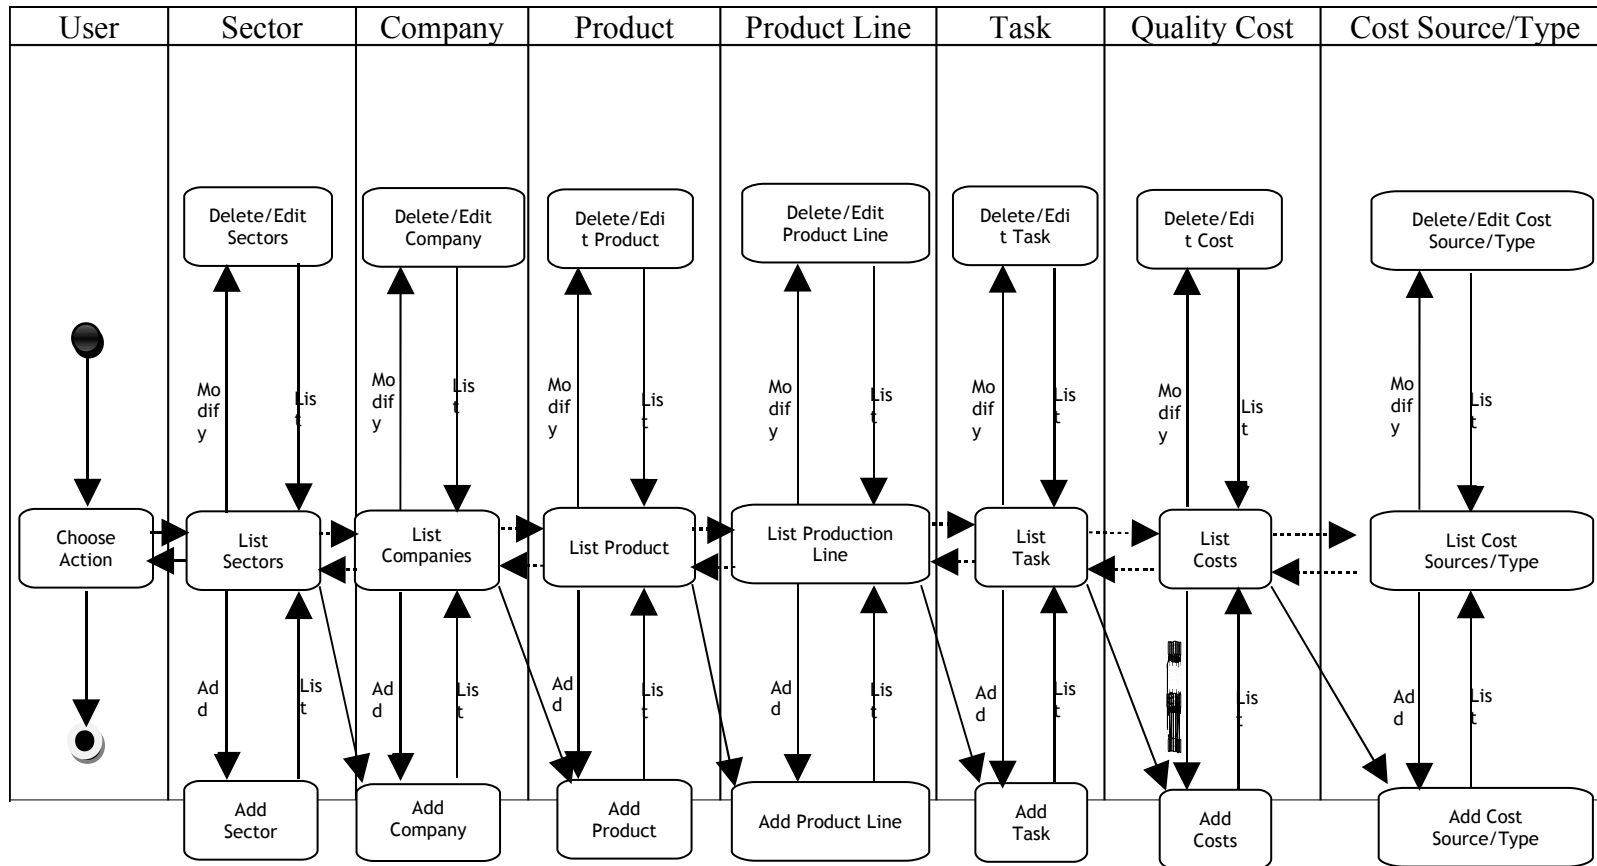 User Sector Company Product Product Line Task Quality Cost Cost Source/Type
Delete/Edit
Sectors
Delete/Edit
Company
Delete/Edi
t Product
Delete/Edit
Product Line
Delete/Edi
t Task
Delete/Edi
t Cost
Delete/Edit Cost
Source/Type
Mo
dif
y
Lis
t
Mo
dif
y
Lis
t
Mo
dif
y
Lis
t
Mo
dif
y
Lis
t
Mo
dif
y
Lis
t
Mo
dif
y
Lis
t
Mo
dif
y
Lis
t
Choose
Action
List
Sectors
List
Companies
List Product
List Production
Line
List
Task
List
Costs
List Cost
Sources/Type
Ad
d
Lis
t
Ad
d
Lis
t
Ad
d
Lis
t
Ad
d
Lis
t
Ad
d
Lis
t
Lis
t
Ad
d
Lis
t
Add
Sector
Add
Company
Add
Product
Add Product Line
Add
Task
Add
Costs
Add Cost
Source/Type